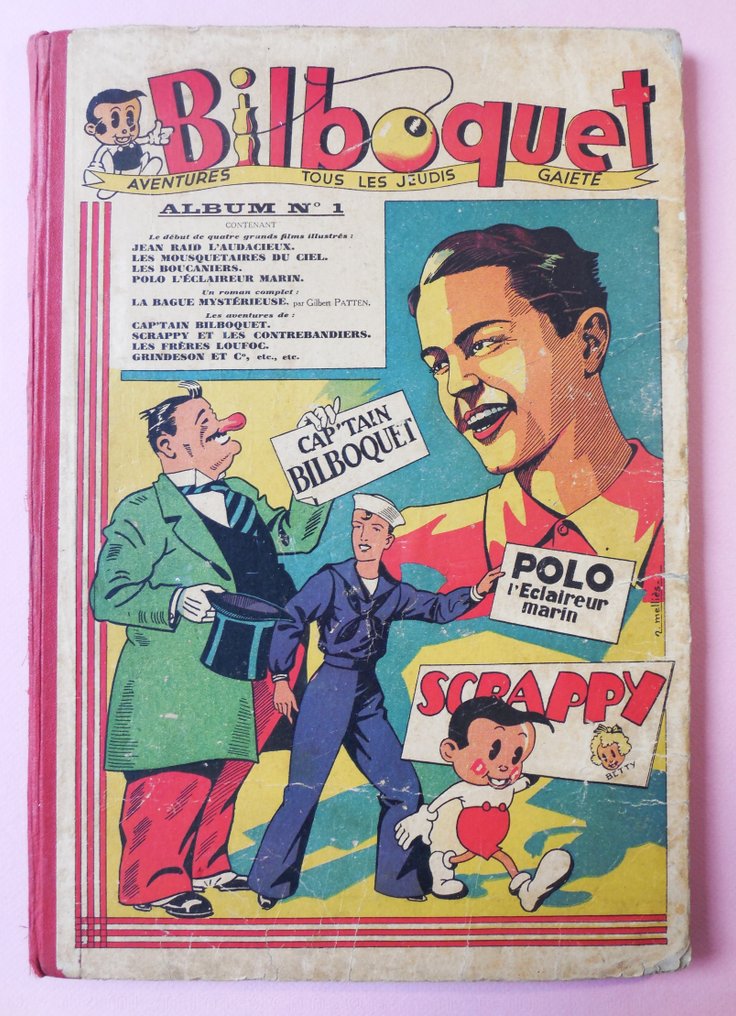 Bilboquet
AVENTURES TOUS LES JEUDIS GAIETÉ
ALBUM N° 1
CONTENANT
Le début de quatre grands films illustrés :
JEAN RAID L'AUDACIEUX.
LES MOUSQUETAIRES DU CIEL.
LES BOUCANIERS.
POLO L'ÉCLAIREUR MARIN.
Un roman complet :
LA BAGUE MYSTÉRIEUSE, par Gilbert PATTEN.
Les aventures de :
CAP'TAIN BILBOQUET.
SCRAPPY ET LES CONTREBANDIERS.
LES FRÈRES LOUFOC.
GRINDESON ET Cº, etc., etc.
CAP'TAIN
BILBOQUET
POLO
l'Eclaireur
marin
r. melliès
SCRAPPY
BETTY